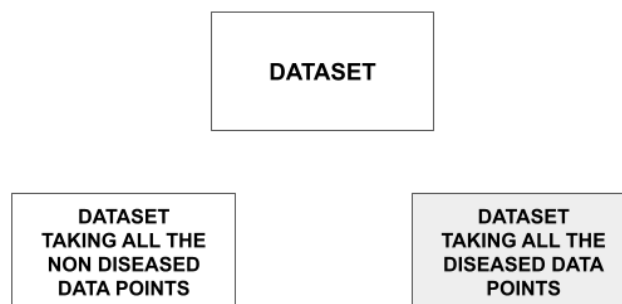 DATASET
DATASET
TAKING ALL THE
NON DISEASED
DATA POINTS
DATASET
TAKING ALL THE
DISEASED DATA
POINTS